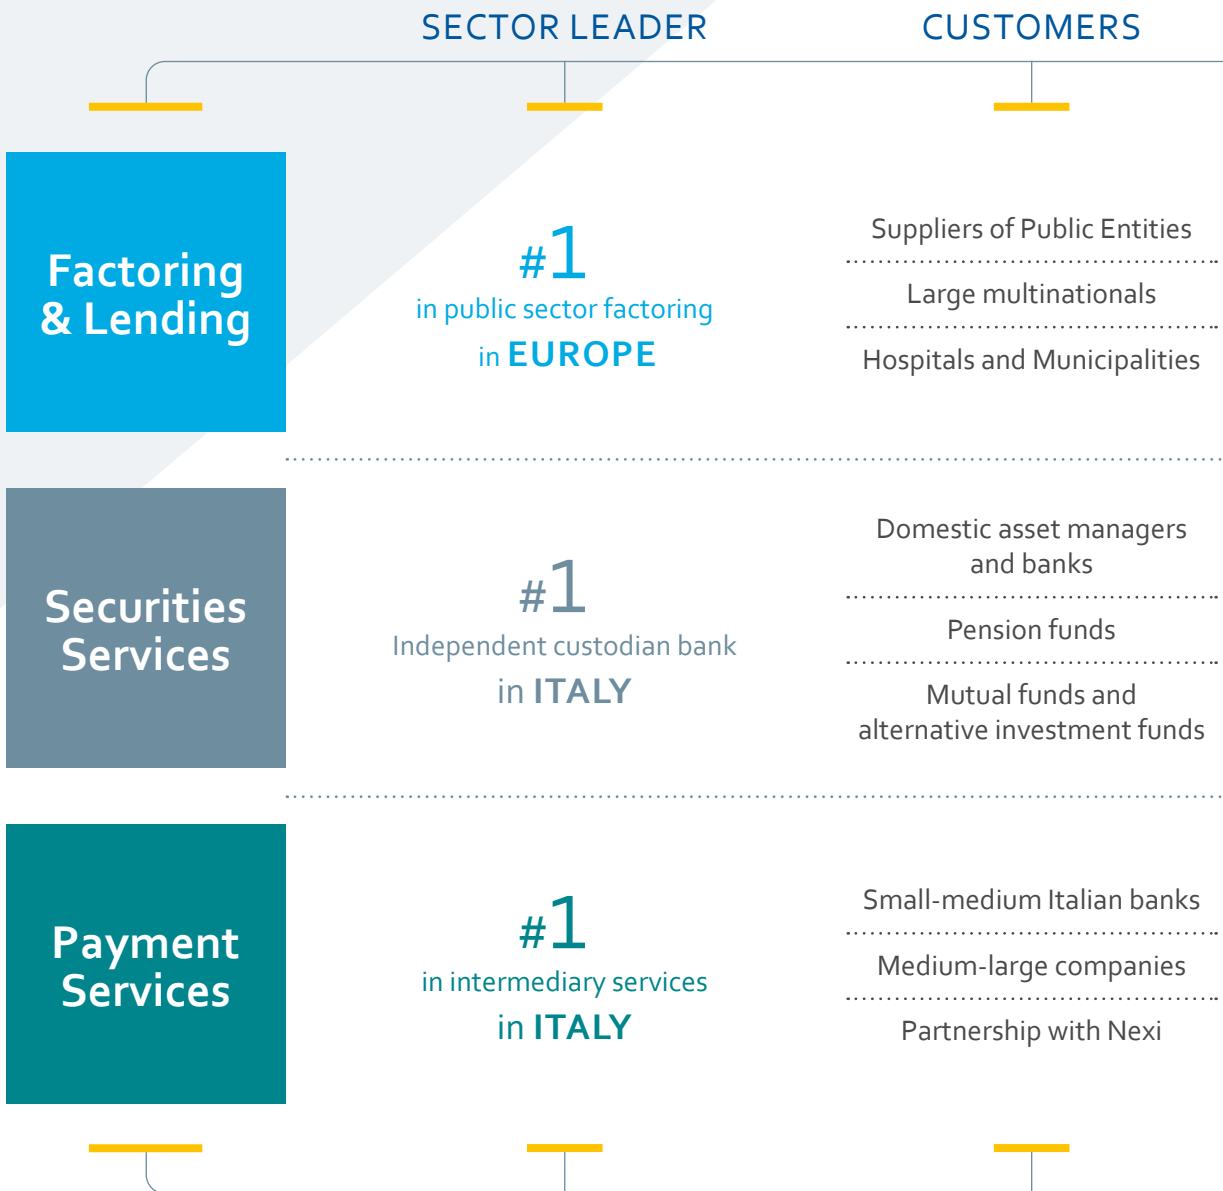 SECTOR LEADER
CUSTOMERS
Factoring
& Lending
#1
in public sector factoring
in EUROPE
Suppliers of Public Entities
Large multinationals
Hospitals and Municipalities
Securities
Services
#1
Independent custodian bank
in ITALY
Domestic asset managers
and banks
Pension funds
Mutual funds and
alternative investment funds
Payment
Services
#1
in intermediary services
in ITALY
Small-medium Italian banks
Medium-large companies
Partnership with Nexi